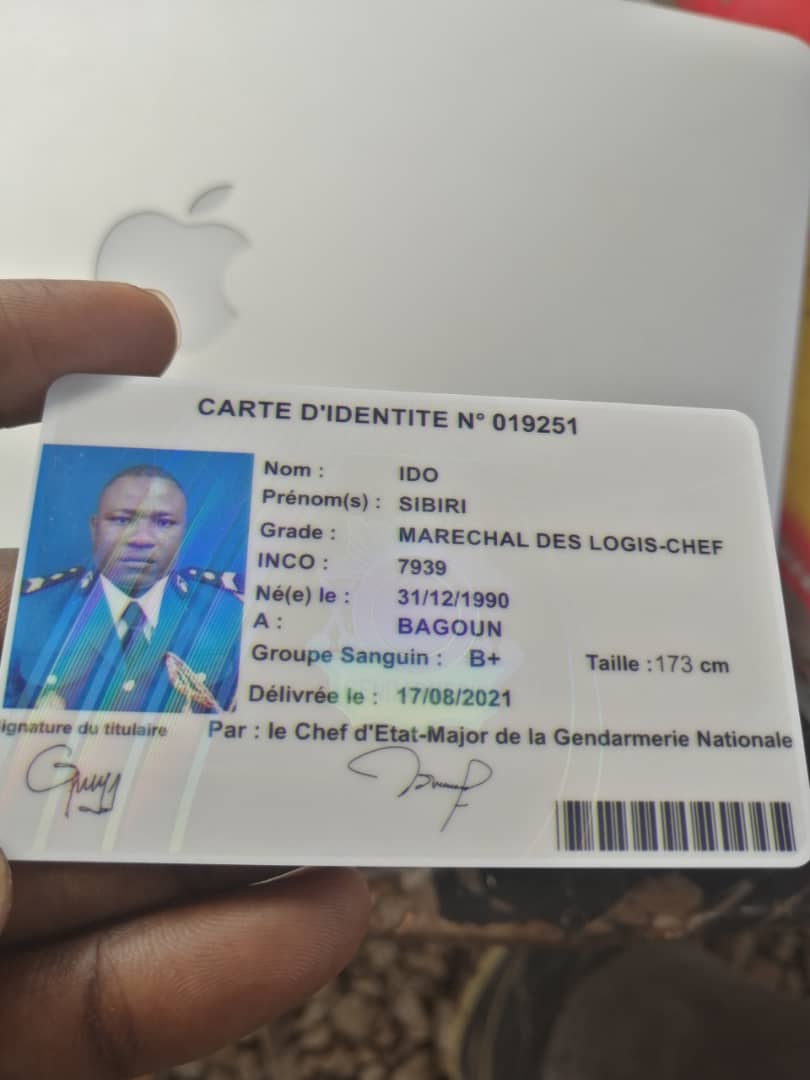 CARTE D'IDENTITE N° 019251
Nom : IDO
Prénom(s) : SIBIRI
Grade : MARECHAL DES LOGIS-CHEF
INCO : 7939
Né(e) le : 31/12/1990
A : BAGOUN
Groupe Sanguin : B+ Taille :173 cm
Délivrée le : 17/08/2021
Par : le Chef d'Etat-Major de la Gendarmerie Nationale
ignature du titulaire